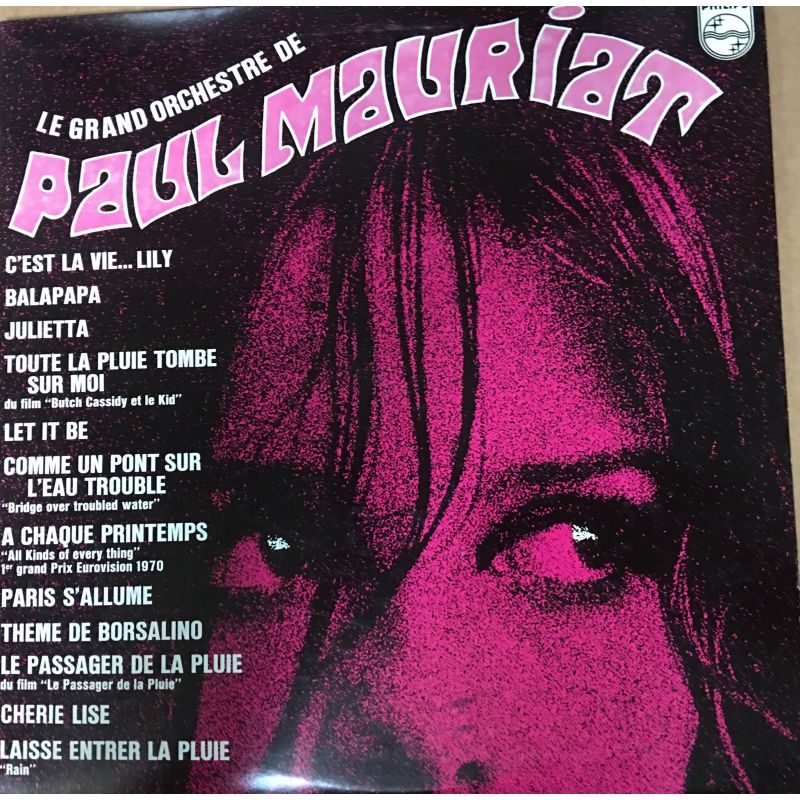 PHILIPS
LE GRAND ORCHESTRE DE
PAUL MAURIAT
C'EST LA VIE... LILY
BALAPAPA
JULIETTA
TOUTE LA PLUIE TOMBE
SUR MOI
du film "Butch Cassidy et le Kid"
LET IT BE
COMME UN PONT SUR
L'EAU TROUBLE
"Bridge over troubled water"
A CHAQUE PRINTEMPS
"All Kinds of every thing"
1er grand Prix Eurovision 1970
PARIS S'ALLUME
THEME DE BORSALINO
LE PASSAGER DE LA PLUIE
du film "Le Passager de la Pluie"
CHERIE LISE
LAISSE ENTRER LA PLUIE
"Rain"